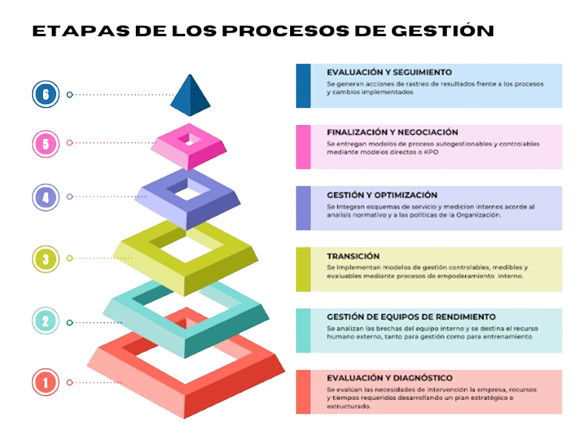 ETAPAS DE LOS PROCESOS DE GESTIÓN
6
EVALUACIÓN Y SEGUIMIENTO
Se generan acciones de rastreo de resultados frente a los procesos
y cambios implementados
5
FINALIZACIÓN Y NEGOCIACIÓN
Se entregan modelos de proceso autogestionables y controlables
mediante modelos directos o KPO
4
GESTIÓN Y OPTIMIZACIÓN
Se Integran esquemas de servicio y medicion internos acorde al
analisis normativo y a las politicas de la Organización.
3
TRANSICIÓN
Se implementan modelos de gestión controlables, medibles y
evaluables mediante procesos de empoderamiento interno.
2
GESTIÓN DE EQUIPOS DE RENDIMIENTO
Se analizan las brechas del equipo interno y se destina el recurso
humano externo, tanto para gestión como para entrenamiento
1
EVALUACIÓN Y DIAGNÓSTICO
Se evalúan las necesidades de intervención la empresa, recursos
y tiempos requeridos desarrollando un plan estratégico o
estructurado.